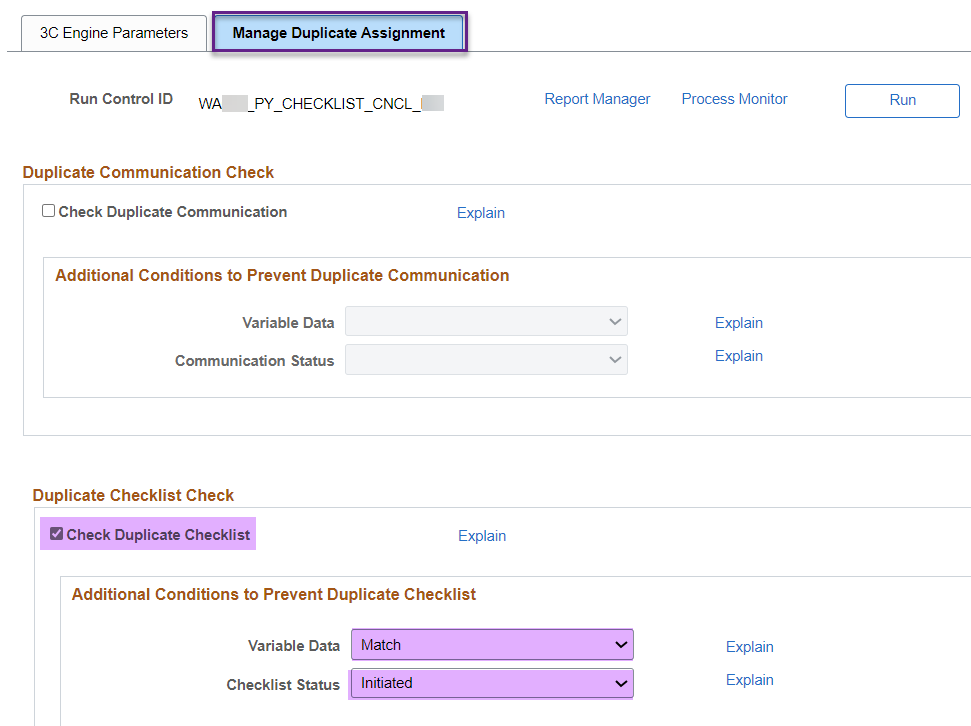 3C Engine Parameters Manage Duplicate Assignment
Run Control ID WA _PY_CHECKLIST_CNCL_ Report Manager Process Monitor Run
Duplicate Communication Check
Check Duplicate Communication Explain
Additional Conditions to Prevent Duplicate Communication
Variable Data Explain
Communication Status Explain
Duplicate Checklist Check
Check Duplicate Checklist Explain
Additional Conditions to Prevent Duplicate Checklist
Variable Data Match Explain
Checklist Status Initiated Explain